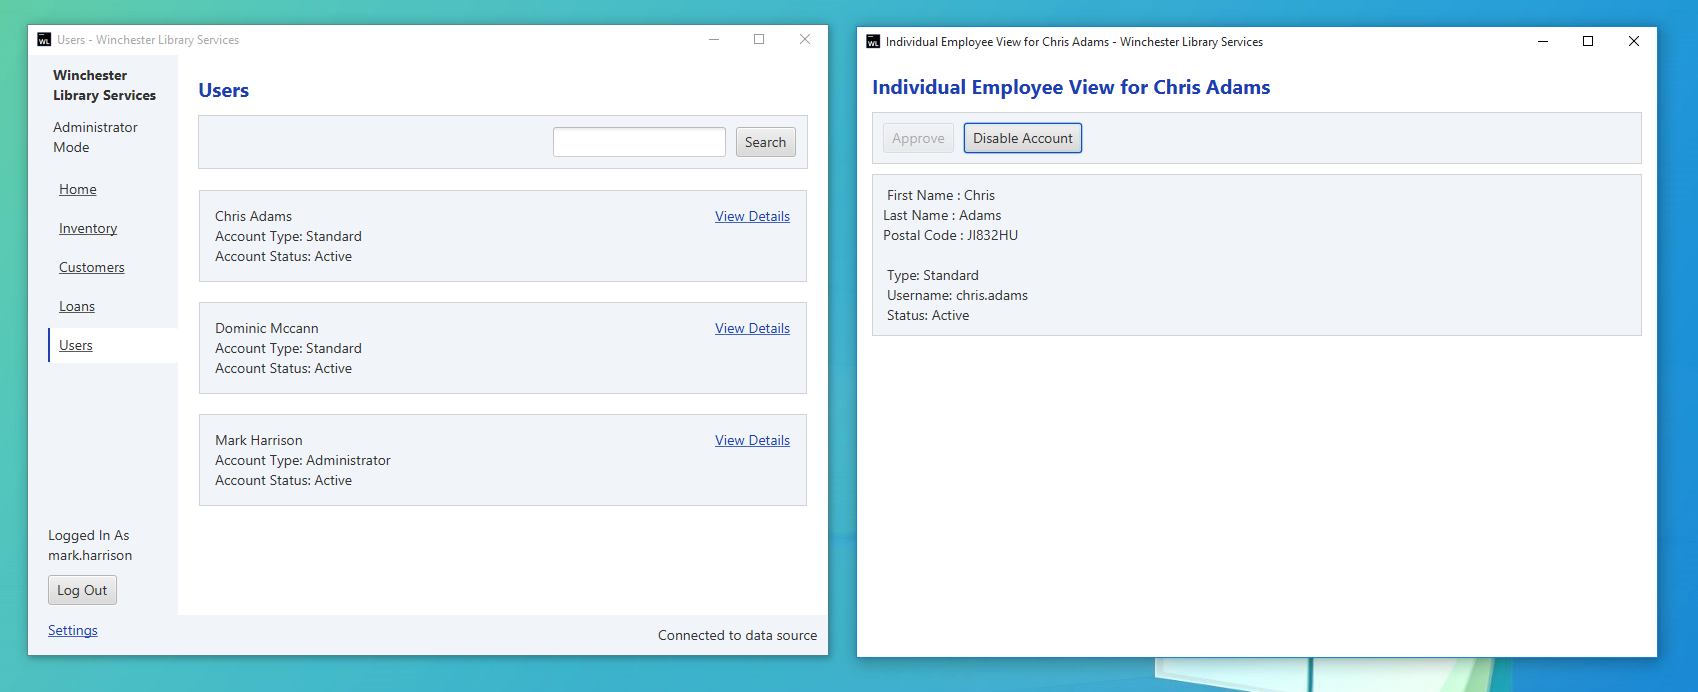 WL Users - Winchester Library Services
Winchester
Library Services
Administrator
Mode
Home
Inventory
Customers
Loans
Users
Logged In As
mark.harrison
Log Out
Settings
Users
Search
Chris Adams View Details
Account Type: Standard
Account Status: Active
Dominic Mccann View Details
Account Type: Standard
Account Status: Active
Mark Harrison View Details
Account Type: Administrator
Account Status: Active
Connected to data source
WL Individual Employee View for Chris Adams - Winchester Library Services
Individual Employee View for Chris Adams
Approve Disable Account
First Name : Chris
Last Name : Adams
Postal Code : JI832HU
Type: Standard
Username: chris.adams
Status: Active